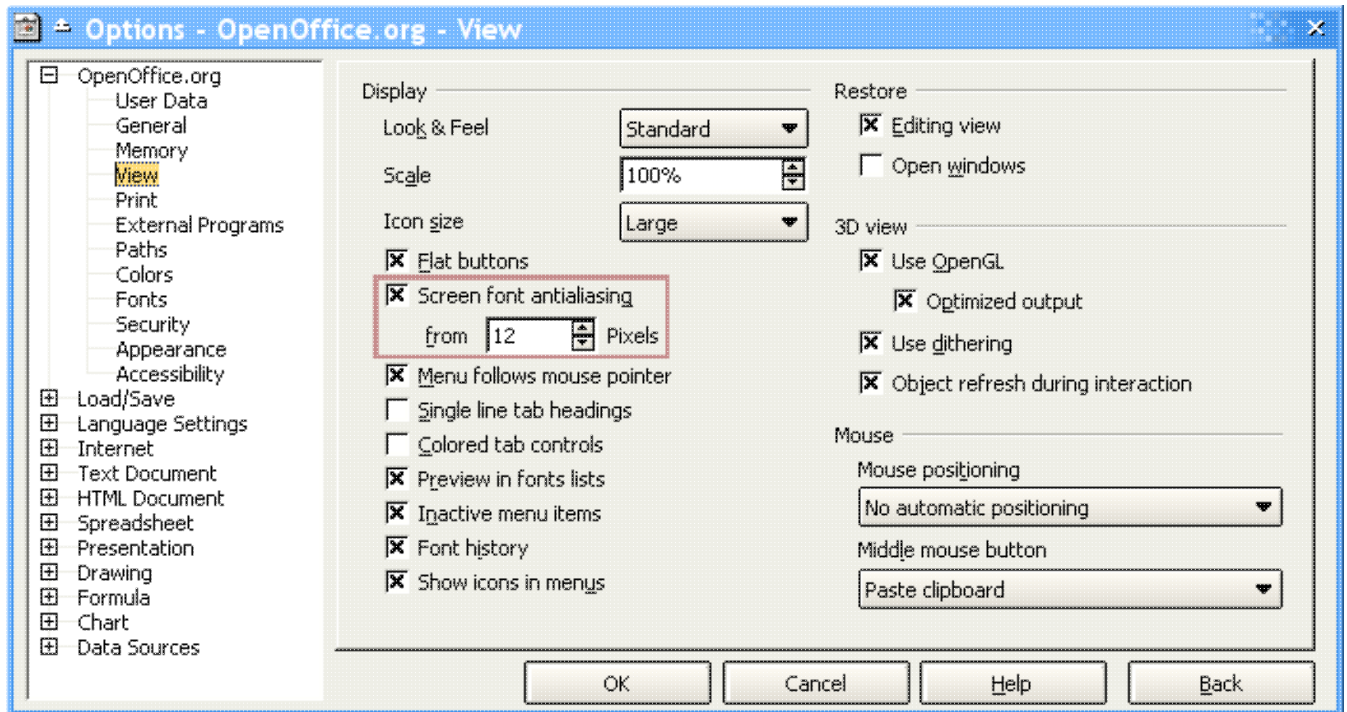 Options - OpenOffice.org - View
OpenOffice.org
User Data
General
Memory
View
Print
External Programs
Paths
Colors
Fonts
Security
Appearance
Accessibility
Load/Save
Language Settings
Internet
Text Document
HTML Document
Spreadsheet
Presentation
Drawing
Formula
Chart
Data Sources
Display
Look & Feel Standard
Scale 100%
Icon size Large
Flat buttons
Screen font antialiasing
from 12 Pixels
Menu follows mouse pointer
Single line tab headings
Colored tab controls
Preview in fonts lists
Inactive menu items
Font history
Show icons in menus
Restore
Editing view
Open windows
3D view
Use OpenGL
Optimized output
Use dithering
Object refresh during interaction
Mouse
Mouse positioning
No automatic positioning
Middle mouse button
Paste clipboard
OK Cancel Help Back